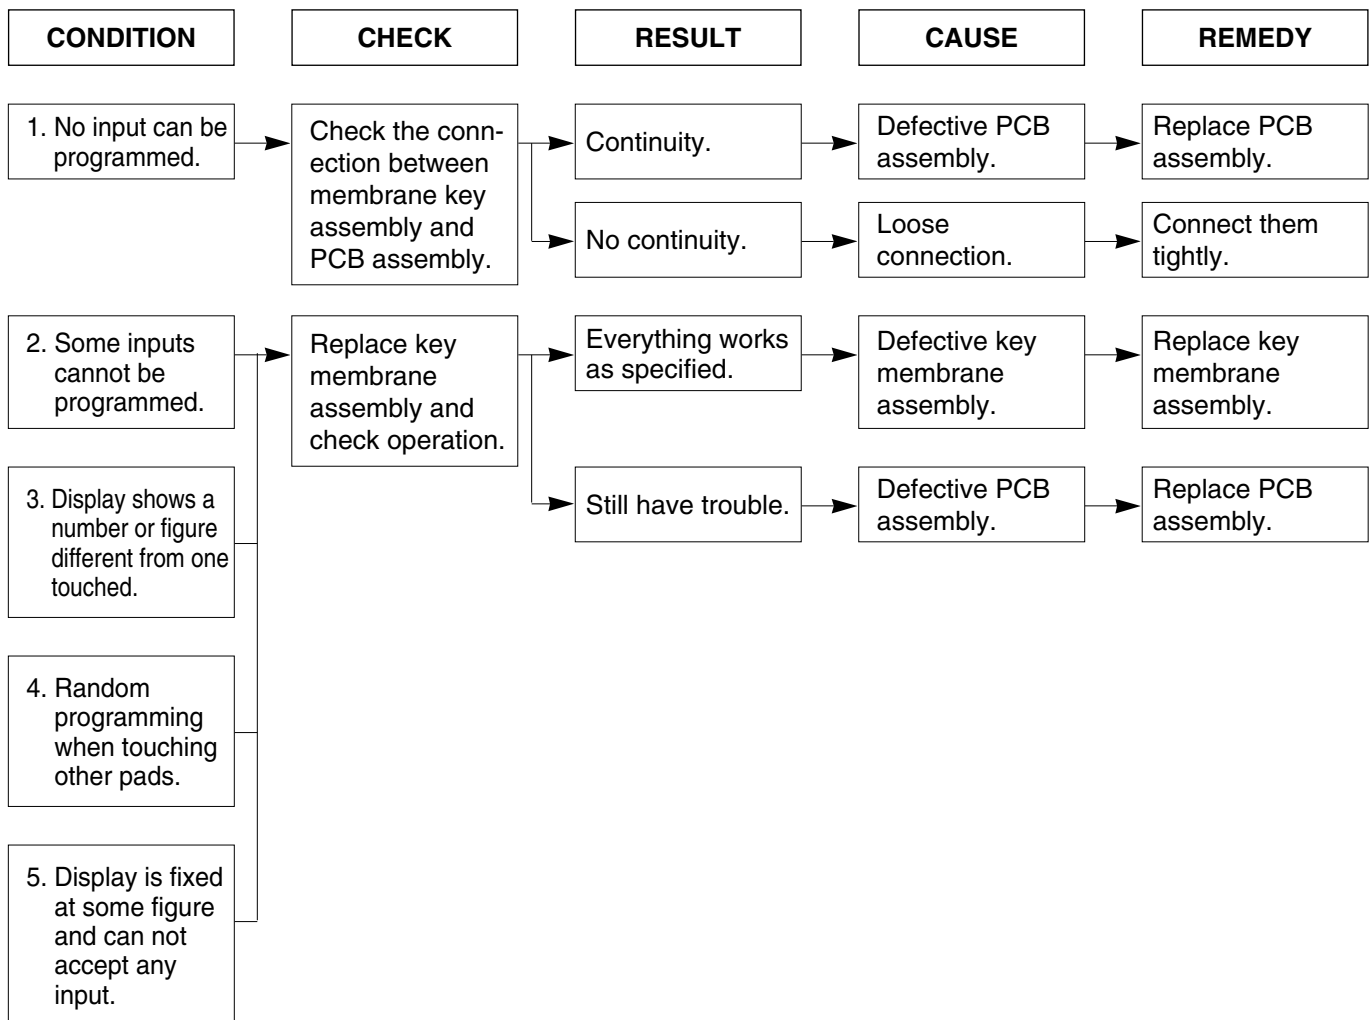 CONDITION
CHECK
RESULT
CAUSE
REMEDY
1. No input can be
programmed.
Check the conn-
ection between
membrane key
assembly and
PCB assembly.
Continuity.
Defective PCB
assembly.
Replace PCB
assembly.
No continuity.
Loose
connection.
Connect them
tightly.
2. Some inputs
cannot be
programmed.
Replace key
membrane
assembly and
check operation.
Everything works
as specified.
Defective key
membrane
assembly.
Replace key
membrane
assembly.
3. Display shows a
number or figure
different from one
touched.
Still have trouble.
Defective PCB
assembly.
Replace PCB
assembly.
4. Random
programming
when touching
other pads.
5. Display is fixed
at some figure
and can not
accept any
input.